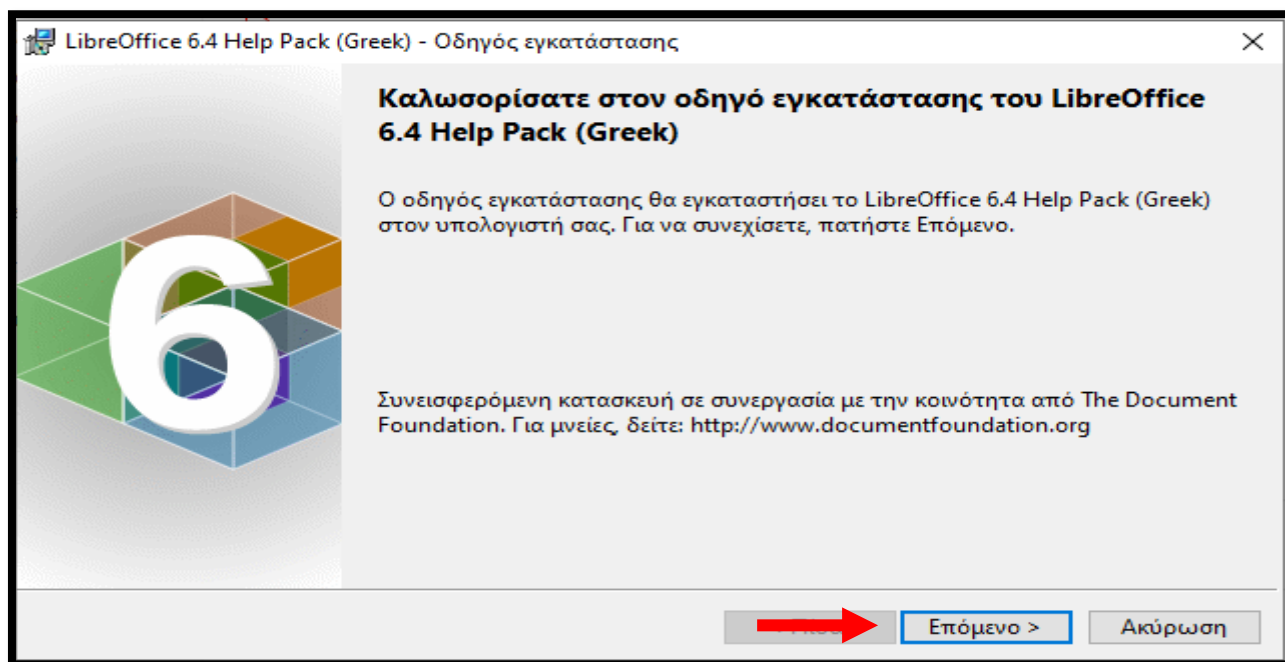 LibreOffice 6.4 Help Pack (Greek) - Οδηγός εγκατάστασης
Καλωσορίσατε στον οδηγό εγκατάστασης του LibreOffice
6.4 Help Pack (Greek)
Ο οδηγός εγκατάστασης θα εγκαταστήσει το LibreOffice 6.4 Help Pack (Greek)
στον υπολογιστή σας. Για να συνεχίσετε, πατήστε Επόμενο.
6
Συνεισφερόμενη κατασκευή σε συνεργασία με την κοινότητα από The Document
Foundation. Για μνείες, δείτε: http://www.documentfoundation.org
Επόμενο >
Ακύρωση